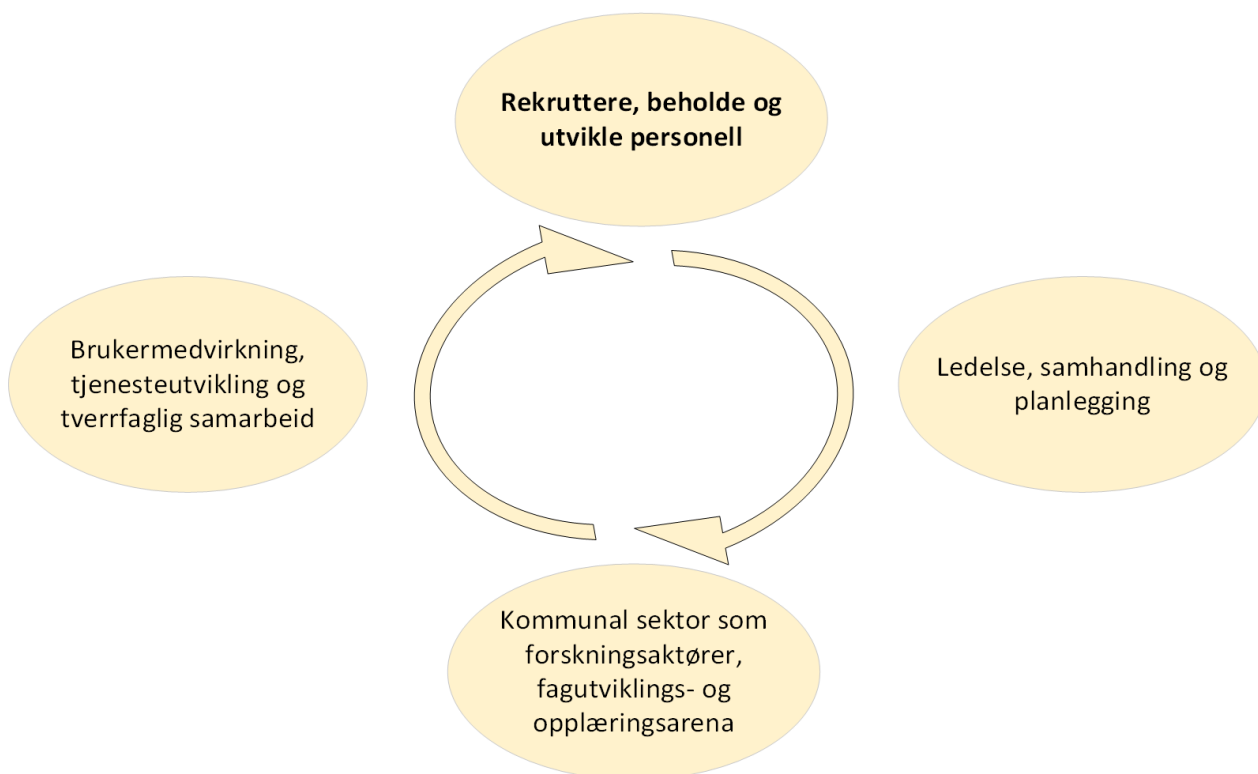 Rekruttere, beholde og
utvikle personell
Brukermedvirkning,
tjenesteutvikling og
tverrfaglig samarbeid
Ledelse, samhandling og
planlegging
Kommunal sektor som
forskningsaktører,
fagutviklings- og
opplæringsarena